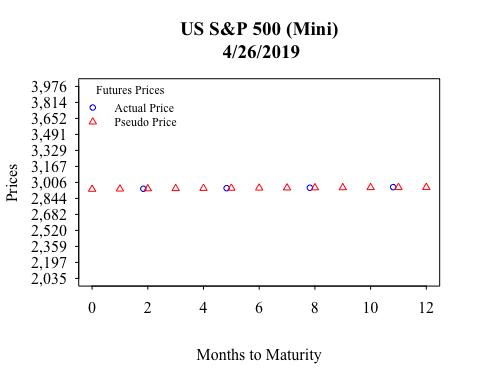 US S&P 500 (Mini)
4/26/2019
Futures Prices
Actual Price
Pseudo Price
Prices
3,976
3,814
3,652
3,491
3,329
3,167
3,006
2,844
2,682
2,520
2,359
2,197
2,035
0 2 4 6 8 10 12
Months to Maturity